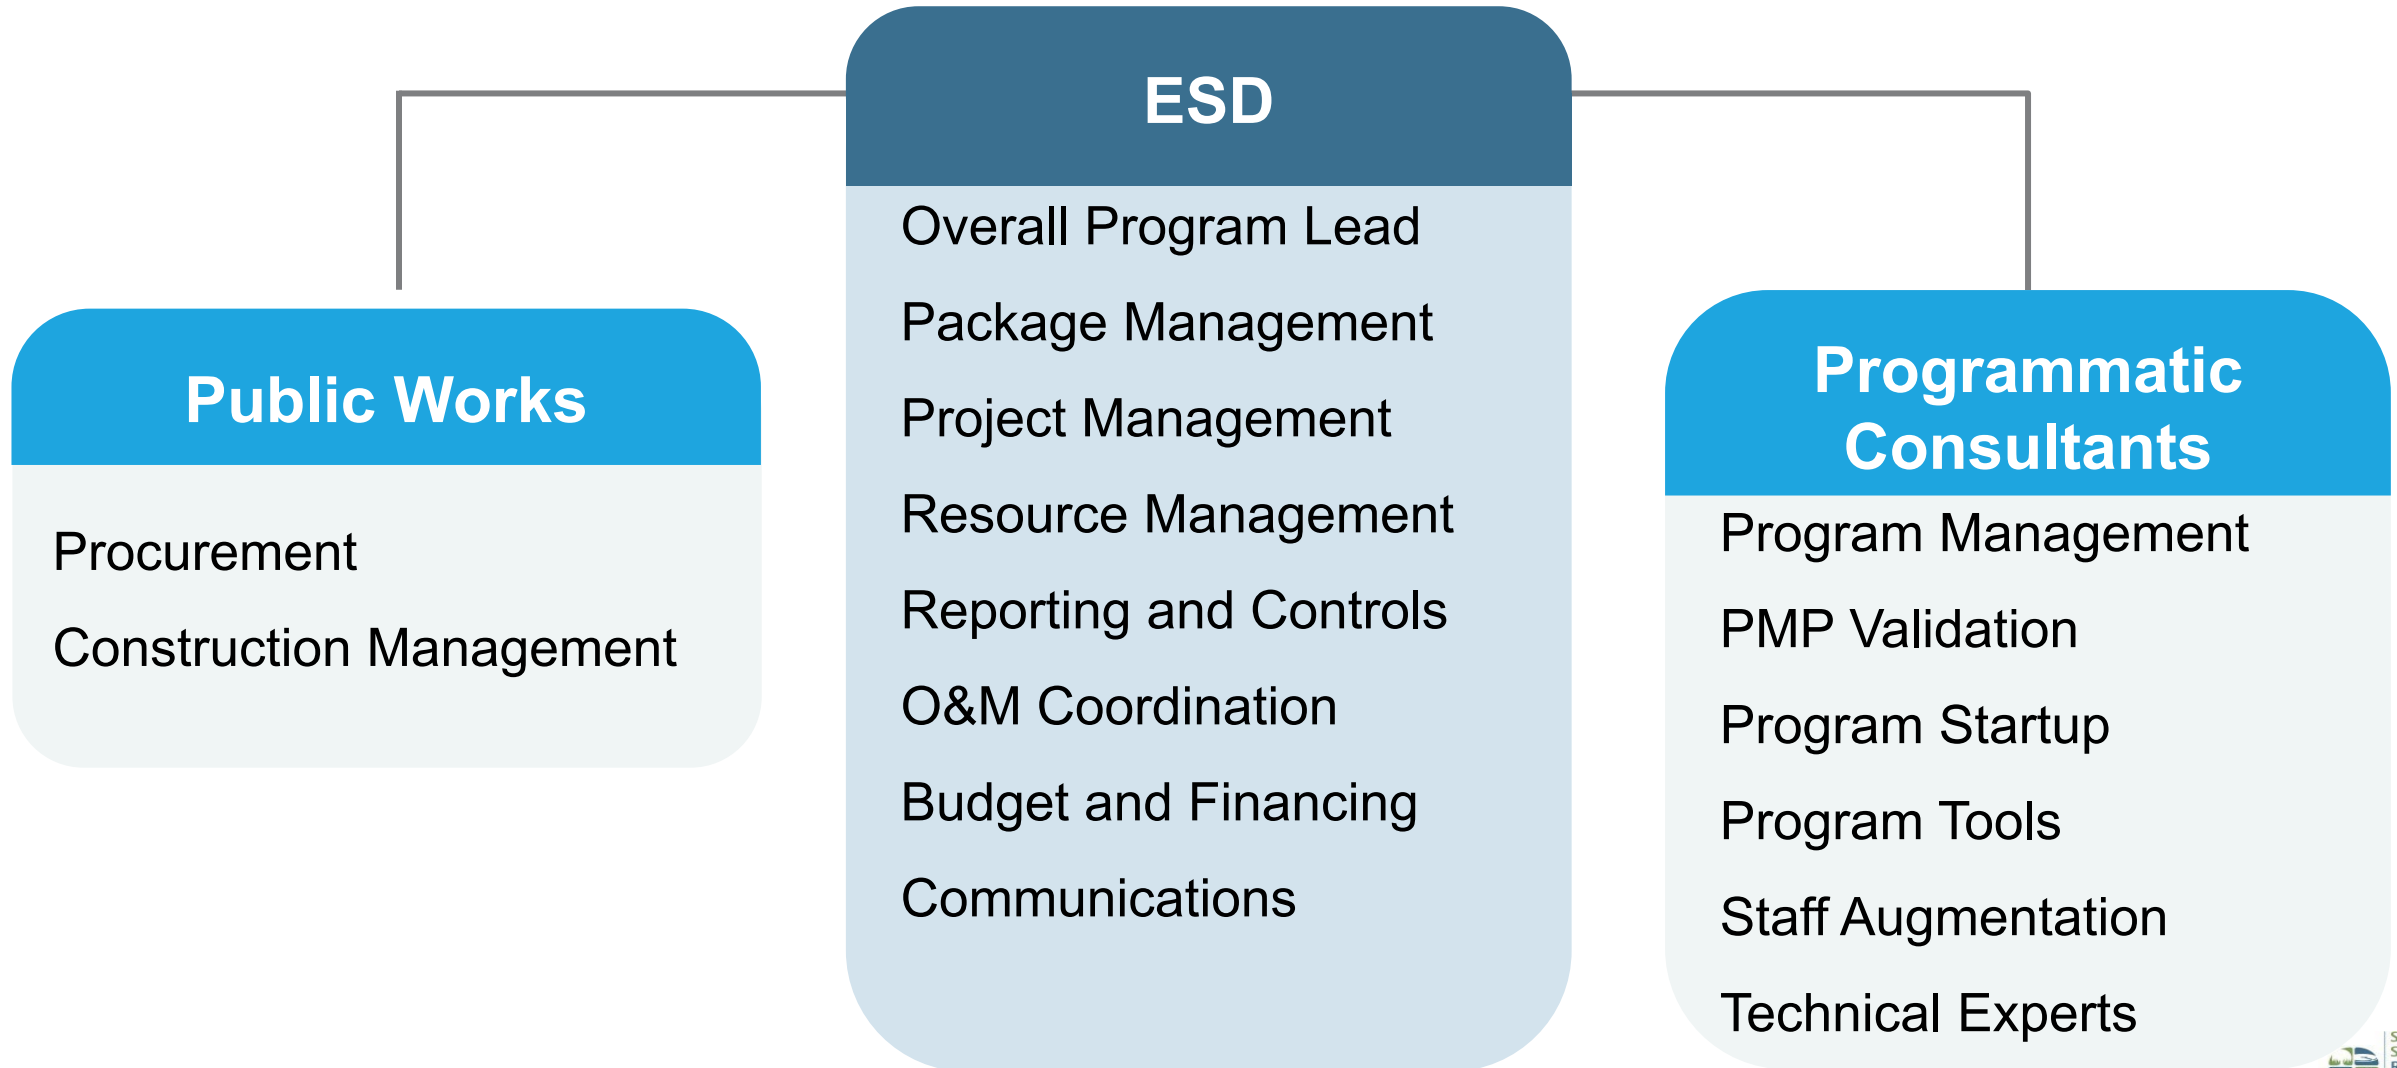 ESD
Overall Program Lead
Package Management
Project Management
Resource Management
Reporting and Controls
O&M Coordination
Budget and Financing
Communications
Public Works
Procurement
Construction Management
Programmatic
Consultants
Program Management
PMP Validation
Program Startup
Program Tools
Staff Augmentation
Technical Experts